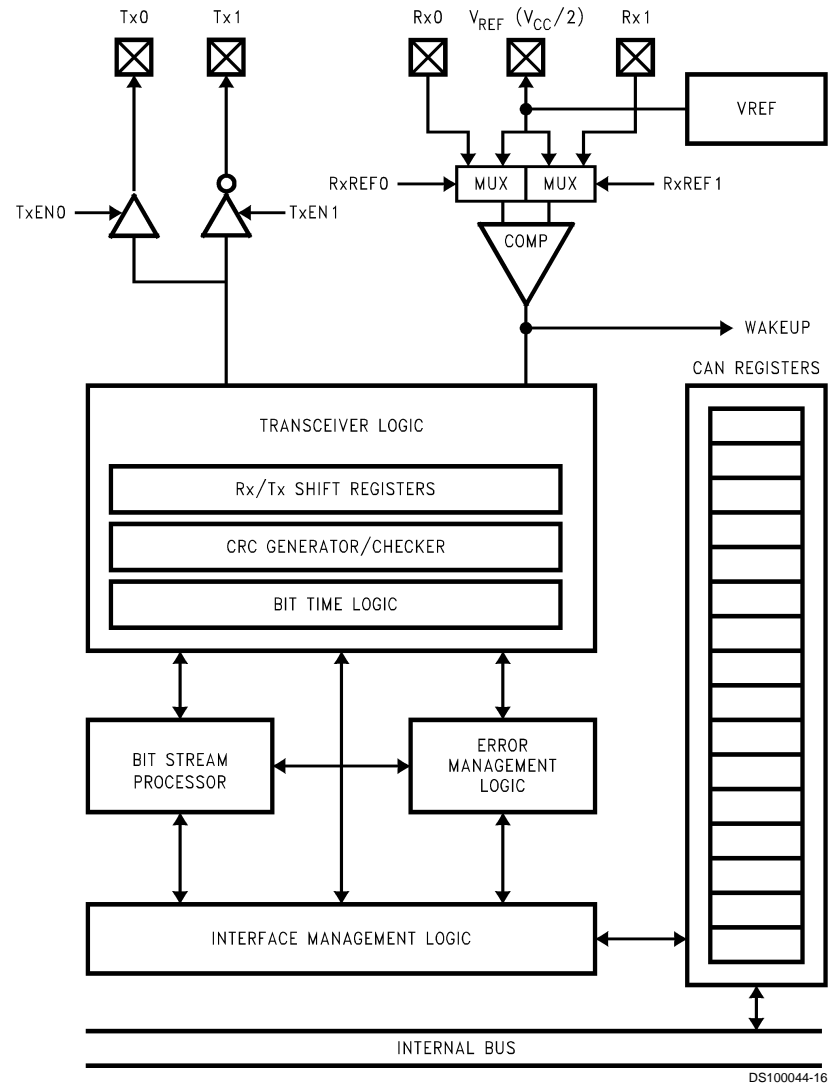 Tx0
Tx1
Rx0
VREF (VCC/2)
Rx1
VREF
RxREF0
MUX
MUX
RxREF1
TxEN0
TxEN1
COMP
WAKEUP
CAN REGISTERS
TRANSCEIVER LOGIC
Rx/Tx SHIFT REGISTERS
CRC GENERATOR/CHECKER
BIT TIME LOGIC
BIT STREAM
PROCESSOR
ERROR
MANAGEMENT
LOGIC
INTERFACE MANAGEMENT LOGIC
INTERNAL BUS
DS100044-16